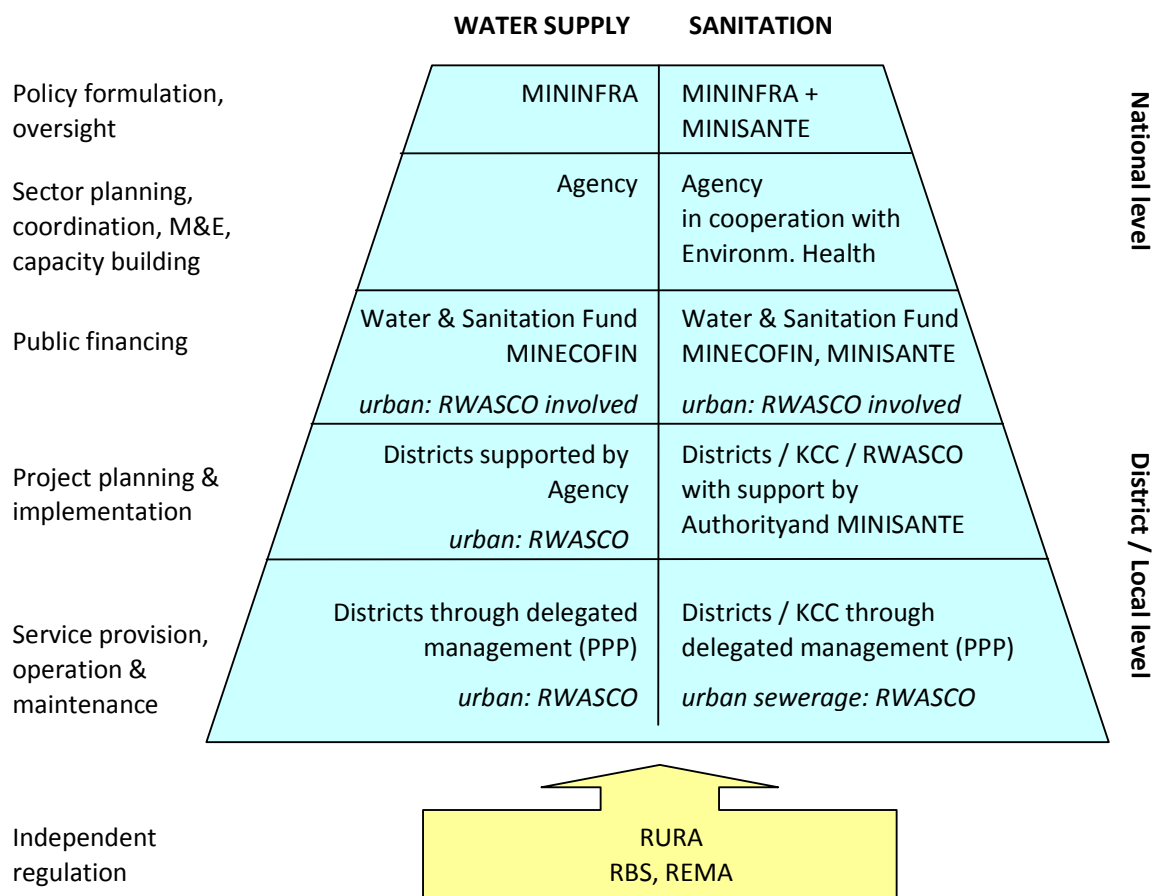 WATER SUPPLY SANITATION
Policy formulation,
oversight
MININFRA
MININFRA +
MINISANTE
National level
Sector planning,
coordination, M&E,
capacity building
Agency
Agency
in cooperation with
Environm. Health
Public financing
Water & Sanitation Fund
MINECOFIN
urban: RWASCO involved
Water & Sanitation Fund
MINECOFIN, MINISANTE
urban: RWASCO involved
Project planning &
implementation
Districts supported by
Agency
urban: RWASCO
Districts / KCC / RWASCO
with support by
Authorityand MINISANTE
District / Local level
Service provision,
operation &
maintenance
Districts through delegated
management (PPP)
urban: RWASCO
Districts / KCC through
delegated management (PPP)
urban sewerage: RWASCO
Independent
regulation
RURA
RBS, REMA